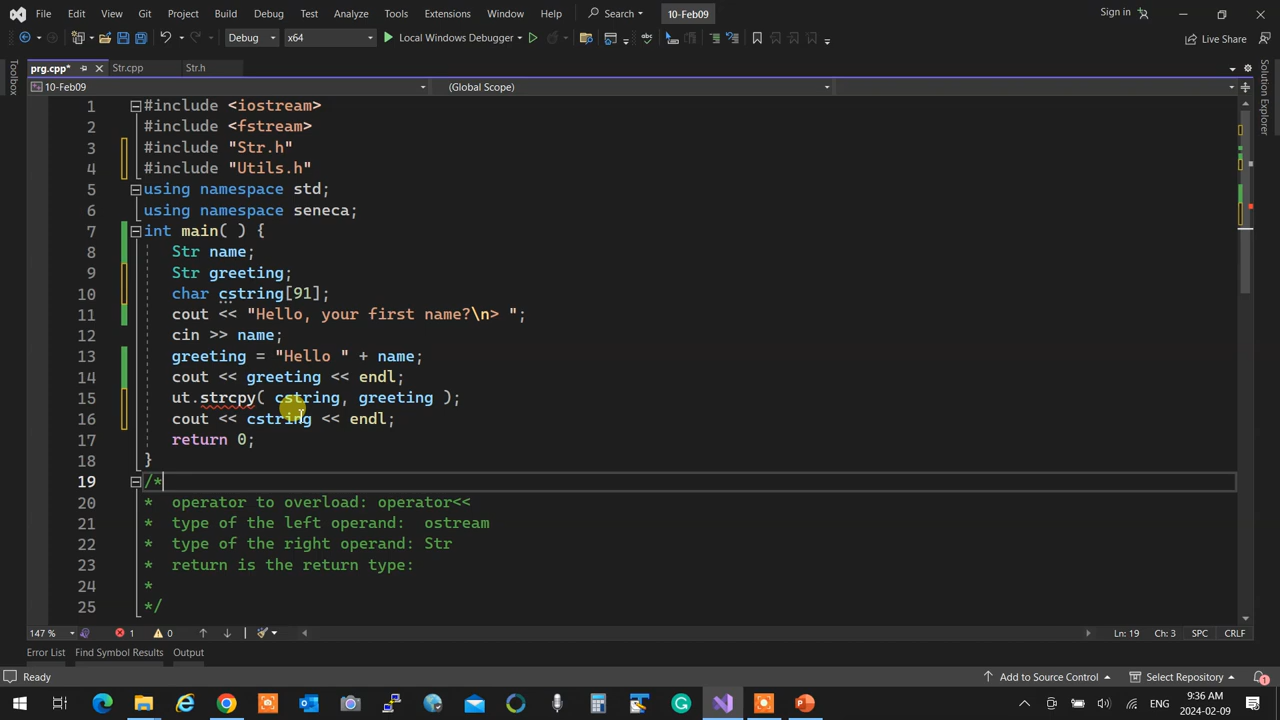 File Edit View Git Project Build Debug Test Analyze Tools Extensions Window Help Search 10-Feb09 Sign in
Debug x64 Local Windows Debugger Live Share
prg.cpp* Str.cpp Str.h
10-Feb09 (Global Scope)
Toolbox
Solution Explorer
1 #include <iostream>
2 #include <fstream>
3 #include "Str.h"
4 #include "Utils.h"
5 using namespace std;
6 using namespace seneca;
7 int main( ) {
8 Str name;
9 Str greeting;
10 char cstring[91];
11 cout << "Hello, your first name?\n> ";
12 cin >> name;
13 greeting = "Hello " + name;
14 cout << greeting << endl;
15 ut.strcpy( cstring, greeting );
16 cout << cstring << endl;
17 return 0;
18 }
19 /*
20 * operator to overload: operator<<
21 * type of the left operand: ostream
22 * type of the right operand: Str
23 * return is the return type:
24 *
25 */
147 % 1 0 Ln: 19 Ch: 3 SPC CRLF
Error List Find Symbol Results Output
Ready Add to Source Control Select Repository 1
ENG 9:36 AM
2024-02-09